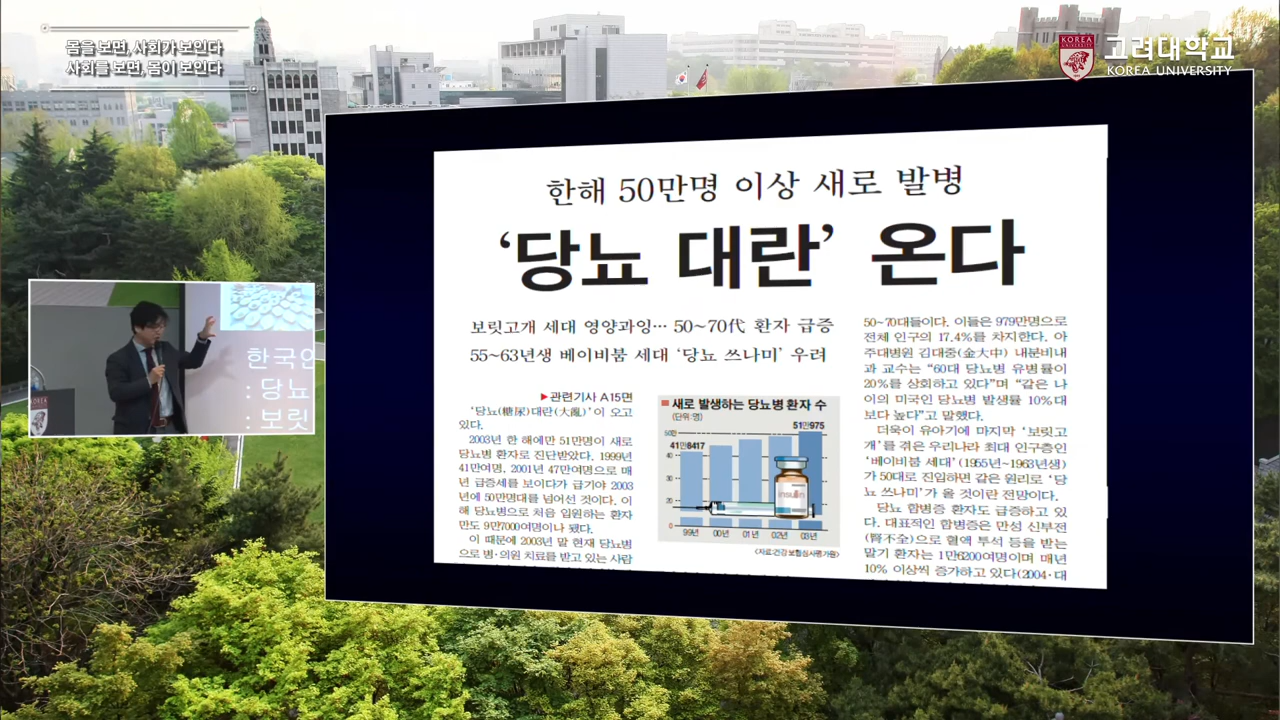 몸을 보면, 사회가 보인다
사회를 보면, 몸이 보인다
KOREA
UNIVERSITY
고려대학교
KOREA UNIVERSITY
한해 50만명 이상 새로 발병
‘당뇨 대란’ 온다
보릿고개 세대 영양과잉… 50~70代 환자 급증
55~63년생 베이비붐 세대 ‘당뇨 쓰나미’ 우려
▶관련기사 A15면
‘당뇨(糖尿)대란(大亂)’이 오고
있다.
2003년 한 해에만 51만명이 새로
당뇨병 환자로 진단받았다. 1999년
41만여명, 2001년 47만여명으로 매
년 급증세를 보이다가 급기야 2003
년에 50만명대를 넘어선 것이다. 이
해 당뇨병으로 처음 입원하는 환자
만도 9만7000여명이나 됐다.
이 때문에 2003년 말 현재 당뇨병
으로 병·의원 치료를 받고 있는 사람
새로 발생하는 당뇨병 환자 수
(단위:명)
51만975
50만
41만8417
40
30
20
10
0
insulin
99년 00년 01년 02년 03년
<자료:건강보험심사평가원>
50~70대들이다. 이들은 979만명으로
전체 인구의 17.4%를 차지한다. 아
주대병원 김대중(金大中) 내분비내
과 교수는 “60대 당뇨병 유병률이
20%를 상회하고 있다”며 “같은 나
이의 미국인 당뇨병 발생률 10%대
보다 높다”고 말했다.
더욱이 유아기에 마지막 ‘보릿고
개’를 겪은 우리나라 최대 인구층인
‘베이비붐 세대’(1955년~1963년생)
가 50대로 진입하면 같은 원리로 ‘당
뇨 쓰나미’가 올 것이란 전망이다.
당뇨 합병증 환자도 급증하고 있
다. 대표적인 합병증은 만성 신부전
(腎不全)으로 혈액 투석 등을 받는
말기 환자는 1만6200여명이며 매년
10% 이상씩 증가하고 있다(2004·대
한국인
: 당뇨
: 보릿
KOREA